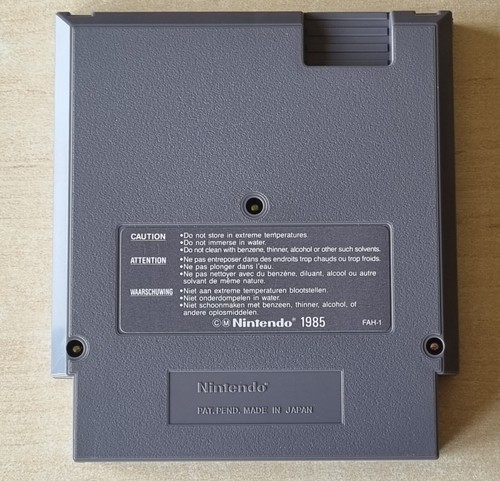 CAUTION •Do not store in extreme temperatures.
•Do not immerse in water.
•Do not clean with benzene, thinner, alcohol or other such solvents.
ATTENTION •Ne pas entreposer dans des endroits trop chauds ou trop froids.
•Ne pas plonger dans l'eau.
•Ne pas nettoyer avec du benzéne, diluant, alcool ou autre
solvant de même nature.
WAARSCHUWING •Niet aan extreme temperaturen blootstellen.
•Niet onderdompelen in water.
•Niet schoonmaken met benzeen, thinner, alcohol, of
andere oplosmiddelen.
©Ⓜ Nintendo® 1985 FAH-1
Nintendo®
PAT. PEND. MADE IN JAPAN